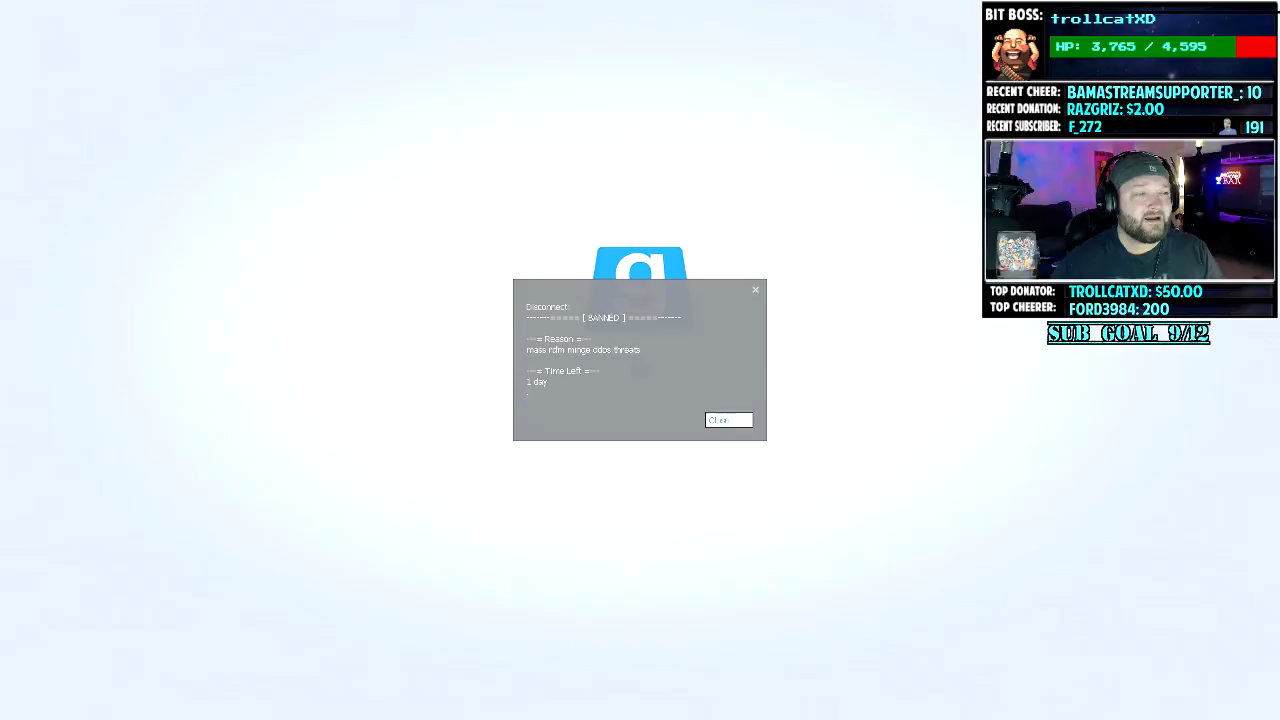 BIT BOSS:
trollcatXD
HP: 3,765 / 4,595
RECENT CHEER: BAMASTREAMSUPPORTER_: 10
RECENT DONATION: RAZGRIZ: $2.00
RECENT SUBSCRIBER: F_272
191
TOP DONATOR: TROLLCATXD: $50.00
TOP CHEERER: FORD3984: 200
SUB GOAL 9/12
g
Disconnect:
-------===== [ BANNED ] =====-------
---= Reason =---
mass rdm minge ddos threats
---= Time Left =---
1 day
.
Close